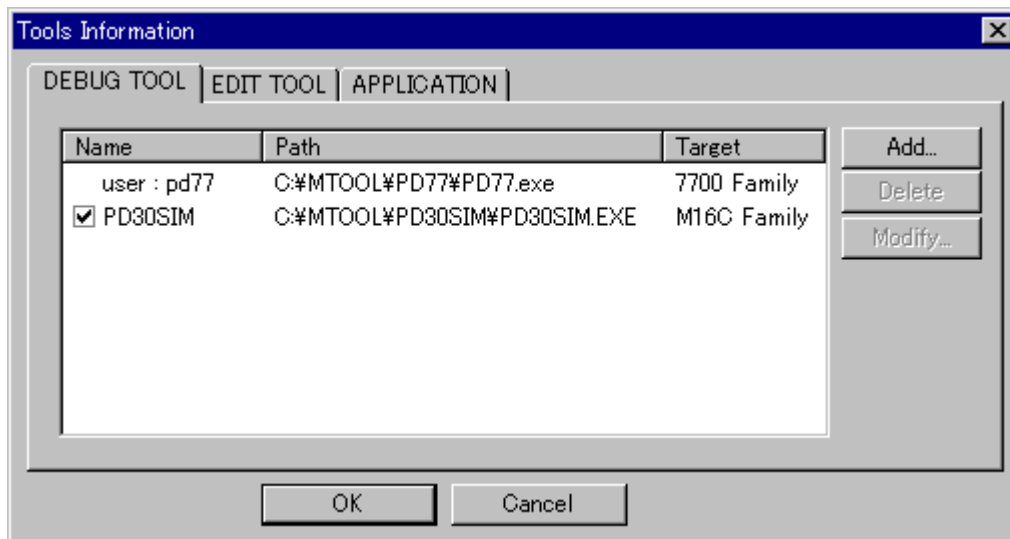 Tools Information
DEBUG TOOL EDIT TOOL APPLICATION
Name Path Target Add...
user : pd77 C:¥MTOOL¥PD77¥PD77.exe 7700 Family Delete
PD30SIM C:¥MTOOL¥PD30SIM¥PD30SIM.EXE M16C Family Modify...
OK Cancel